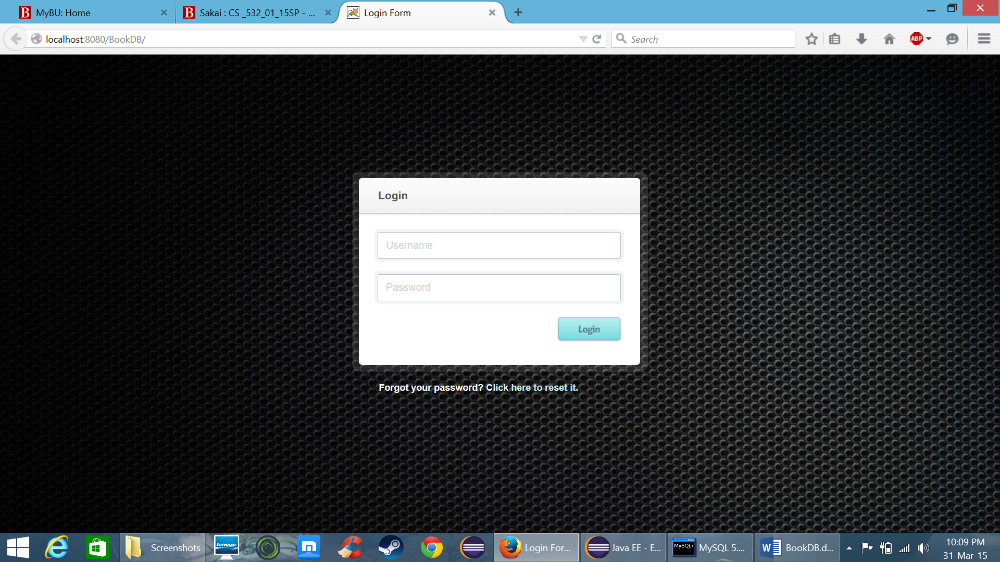 B MyBU: Home
B Sakai : CS _532_01_15SP - ...
Login Form
localhost:8080/BookDB/
Search
ABP
Login
Username
Password
Login
Forgot your password? Click here to reset it.
Screenshots
lenovo
m
Login For...
Java EE - E...
MySQL>
MySQL 5....
W
BookDB.d...
10:09 PM
31-Mar-15